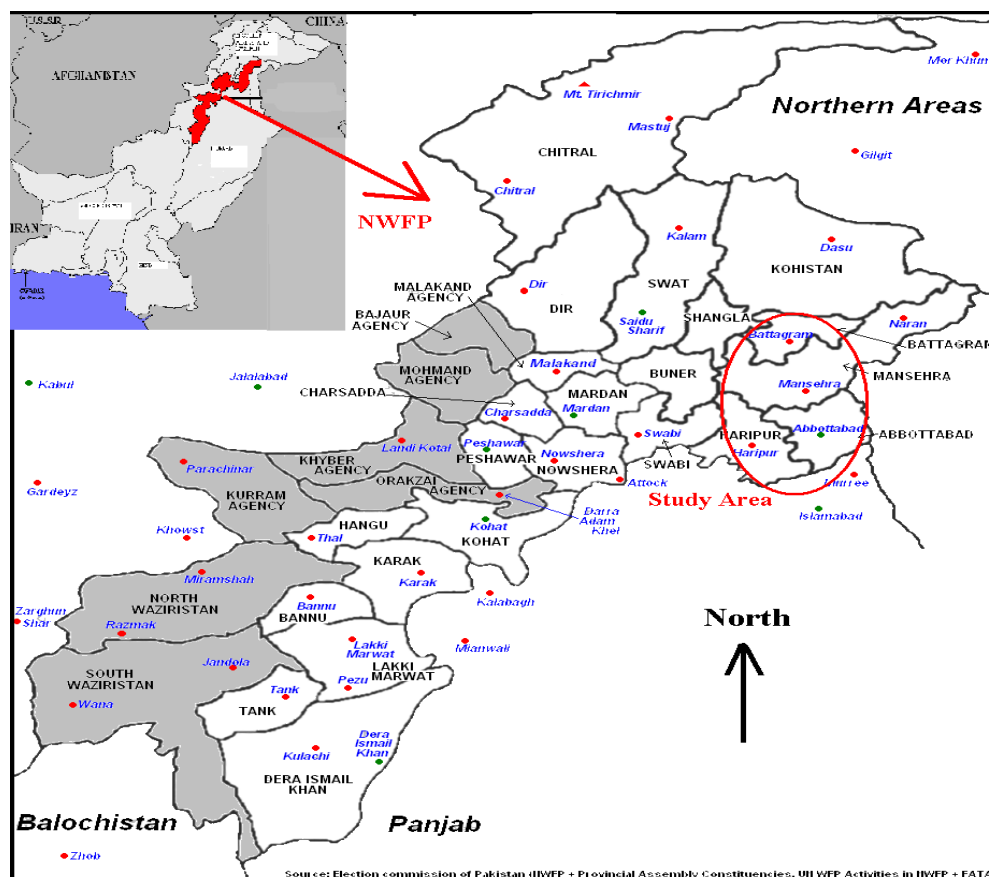 U.S.S.R
CHINA
AFGHANISTAN
IRAN
NWFP
Mor Khun
Mt. Tirichmir
Northern Areas
Mastuj
CHITRAL
Gilgit
Chitral
Kalam
Dasu
KOHISTAN
MALAKAND
AGENCY
Dir
SWAT
BAJAUR
AGENCY
DIR
Saidu
Sharif
SHANGLA
Naran
Battagram
BATTAGRAM
MOHMAND
AGENCY
Malakand
BUNER
MANSEHRA
Kabul
Jalalabad
CHARSADDA
MARDAN
Mansehra
Charsadda
Mardan
Abbottabad
ABBOTTABAD
Landi Kotal
Peshawar
Swabi
HARIPUR
Haripur
Parachinar
KHYBER
AGENCY
PESHAWAR
Nowshera
NOWSHERA
SWABI
Gardeyz
ORAKZAI
AGENCY
Attock
Study Area
KURRAM
AGENCY
Darra
Adam
Khel
Islamabad
Khowst
HANGU
Thal
Kohat
KOHAT
KARAK
Karak
Miramshah
NORTH
WAZIRISTAN
Bannu
BANNU
Kalabagh
Zarghun
Shar
Razmak
North
Lakki
Marwat
Mianwali
SOUTH
WAZIRISTAN
Jandola
LAKKI
MARWAT
Wana
Tank
TANK
Pezu
Kulachi
Dera
Ismail
Khan
DERA ISMAIL
KHAN
Balochistan
Panjab
Zhob
Source: Election commission of Pakistan (NWFP + Provincial Assembly Constituencies, UN WFP Activities in NWFP + FATA